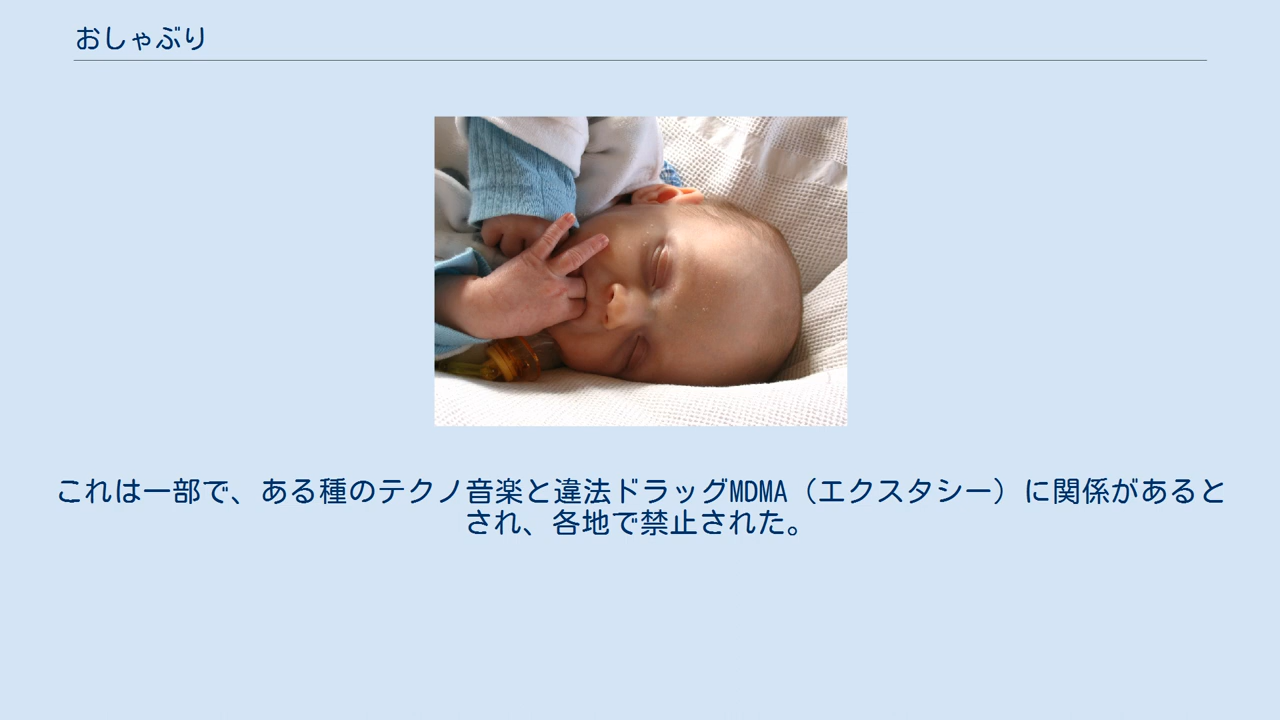 おしゃぶり
これは一部で、ある種のテクノ音楽と違法ドラッグMDMA（エクスタシー）に関係があると
され、各地で禁止された。